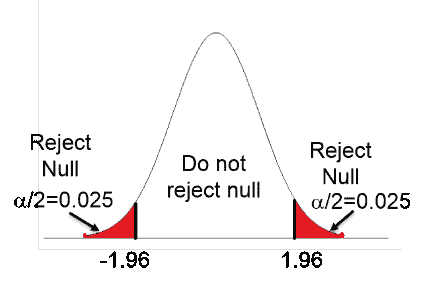 Reject
Null
α/2=0.025
Do not
reject null
Reject
Null
α/2=0.025
-1.96
1.96